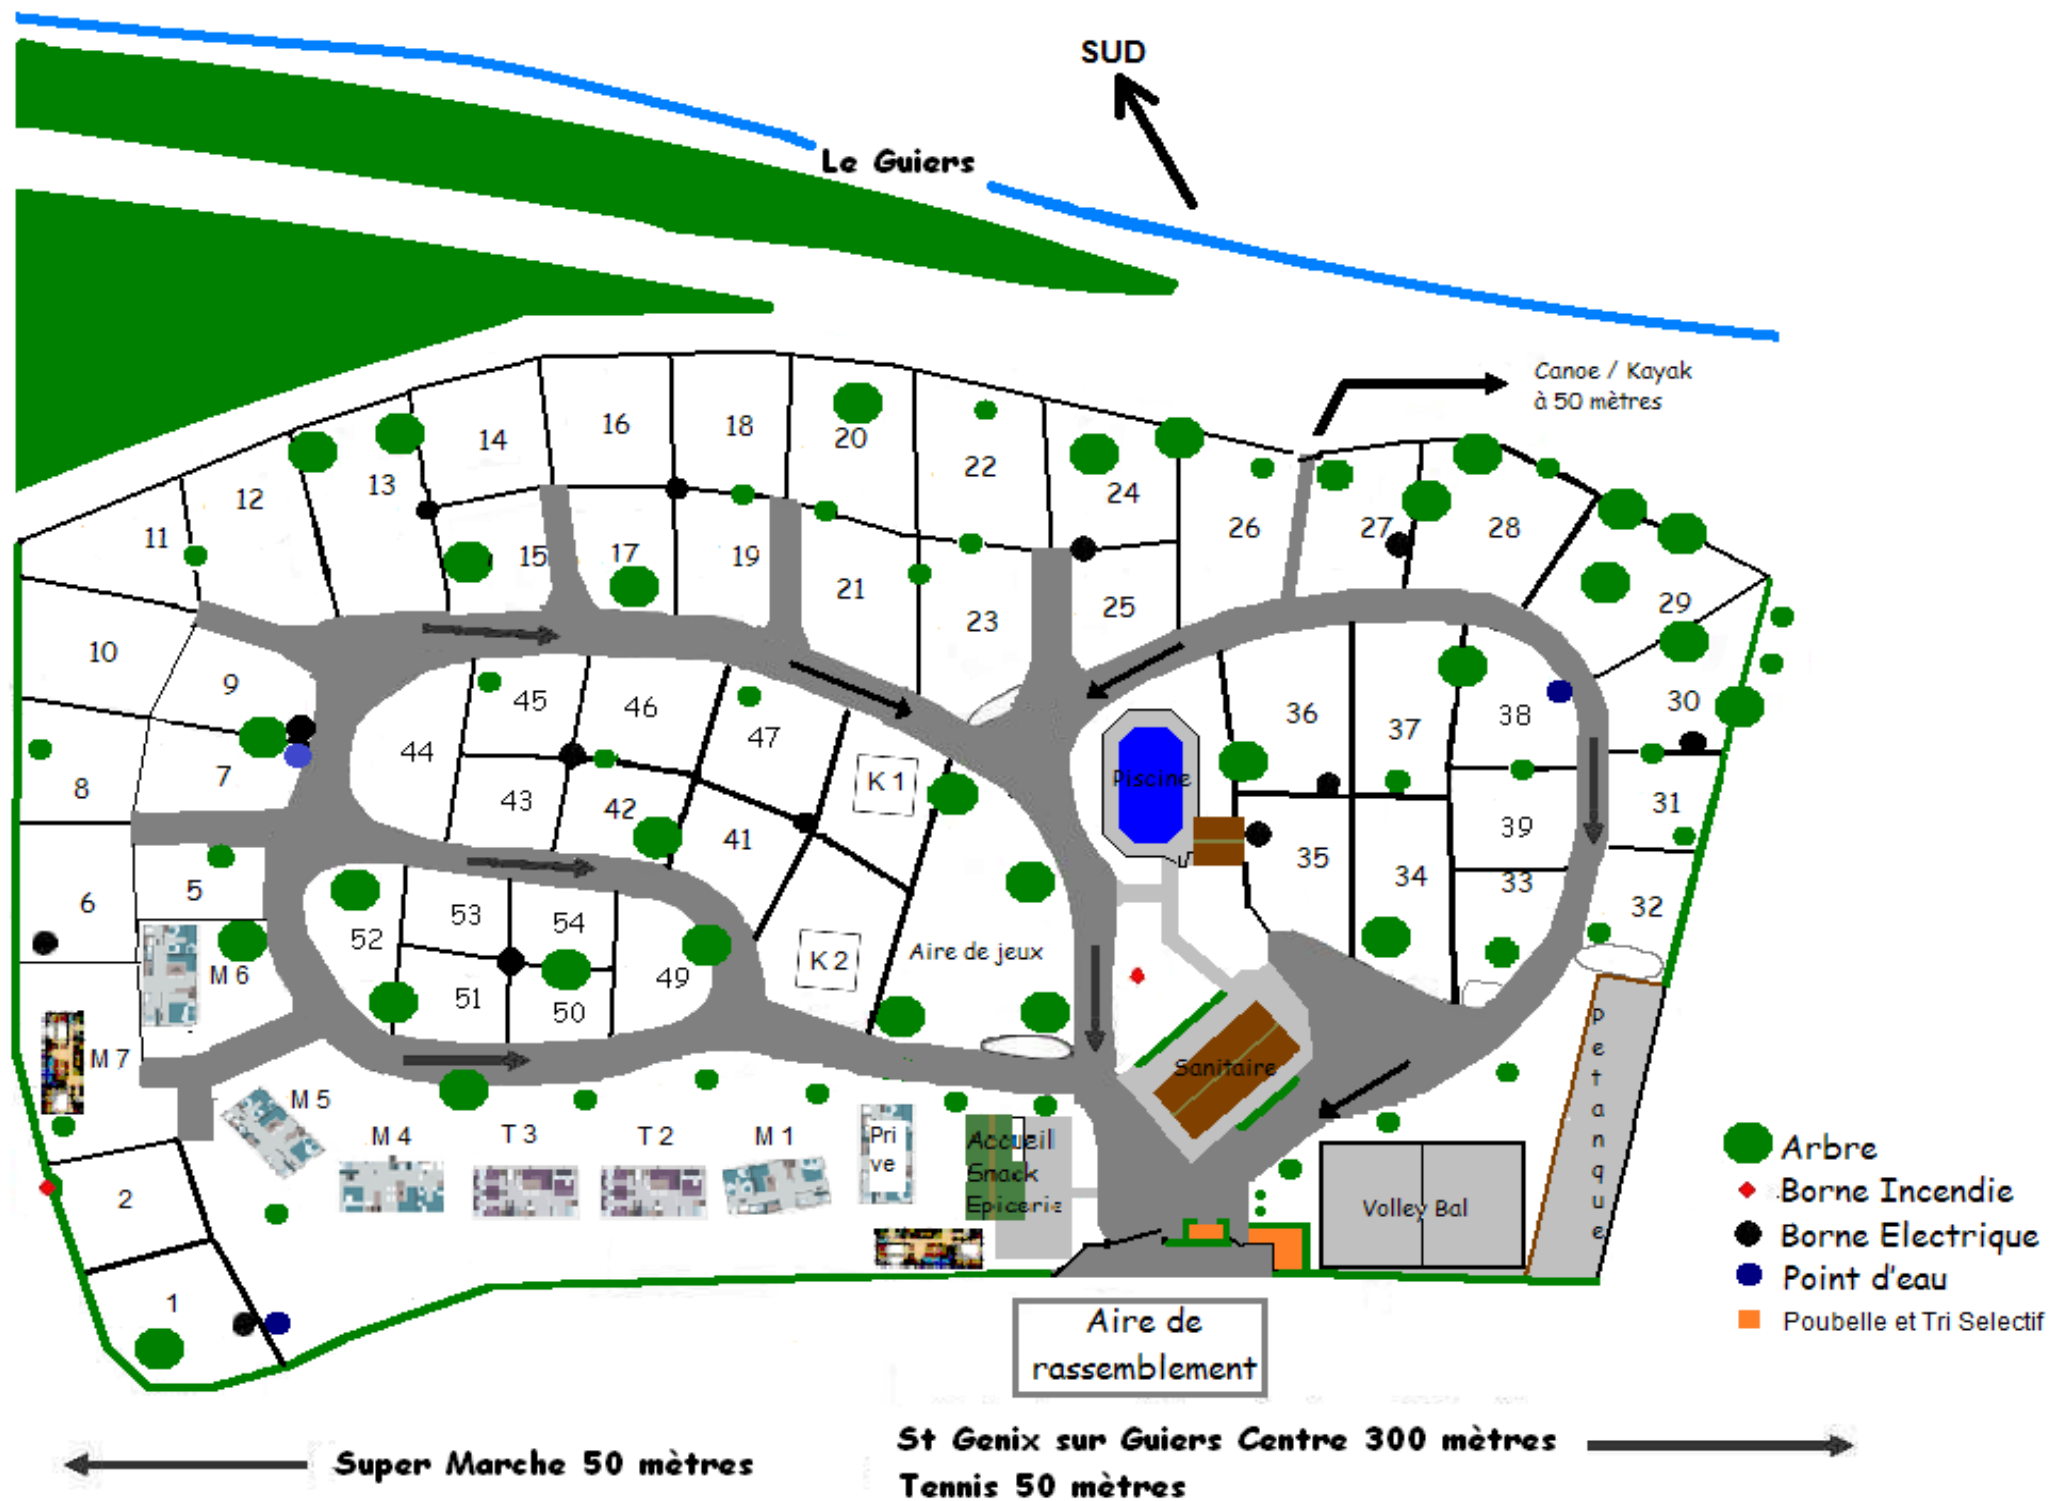 SUD
Le Guiers
Canoe / Kayak
à 50 mètres
14
16
18
20
22
24
12
13
11
15
17
19
21
23
25
26
27
28
29
30
10
9
8
7
44
45
46
47
K 1
43
42
41
Piscine
36
37
38
31
39
6
5
53
54
52
51
50
49
K 2
Aire de jeux
35
34
33
32
M 6
M 7
M 5
M 4
T 3
T 2
M 1
Pri
ve
Accueil
Snack
Epicerie
Sanitaire
Volley Bal
Petanque
2
1
Arbre
Borne Incendie
Borne Electrique
Point d'eau
Poubelle et Tri Selectif
Aire de
rassemblement
Super Marche 50 mètres
St Genix sur Guiers Centre 300 mètres
Tennis 50 mètres